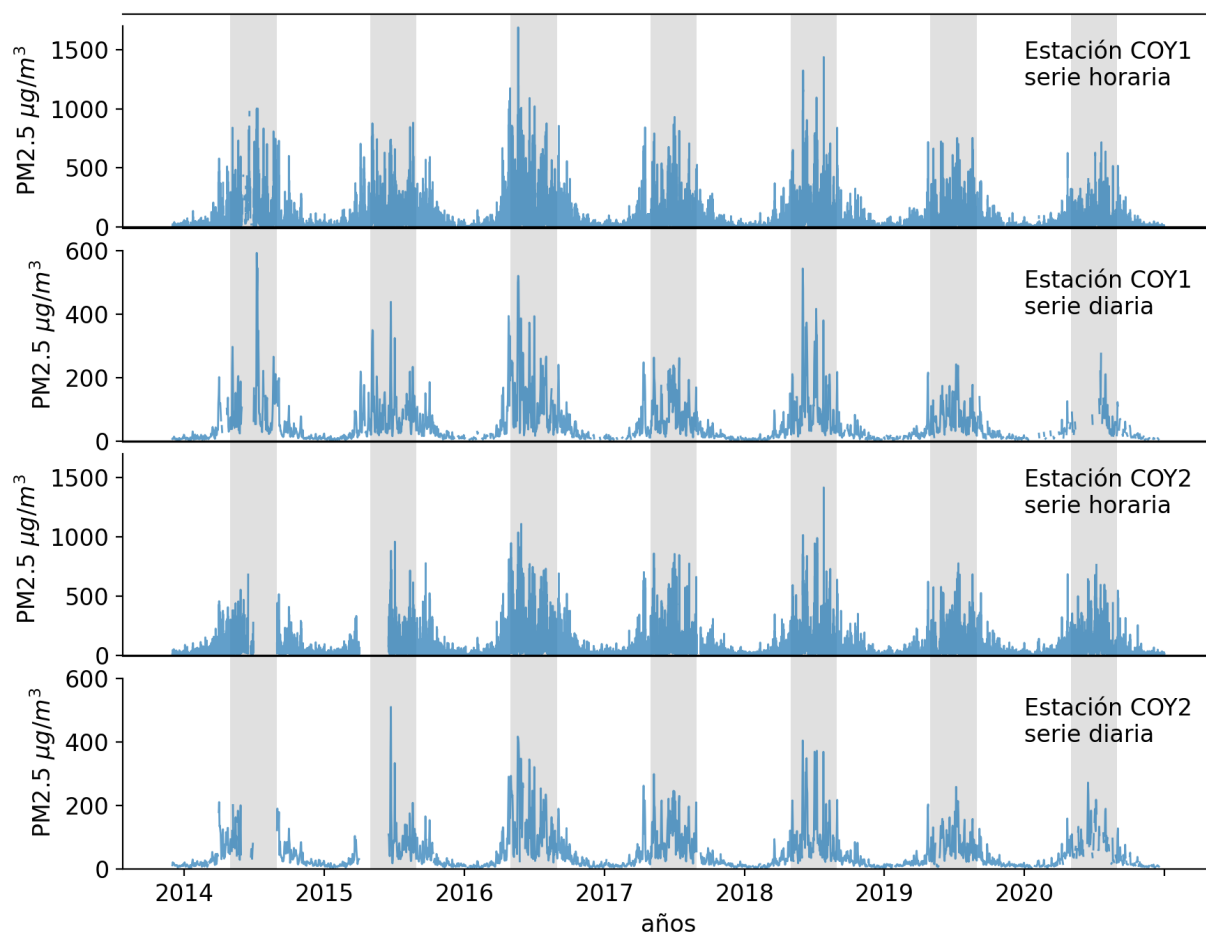 1500
1000
500
0
PM2.5 μg/m³
Estación COY1
serie horaria
600
400
200
0
PM2.5 μg/m³
Estación COY1
serie diaria
1500
1000
500
0
PM2.5 μg/m³
Estación COY2
serie horaria
600
400
200
0
PM2.5 μg/m³
Estación COY2
serie diaria
2014 2015 2016 2017 2018 2019 2020
años